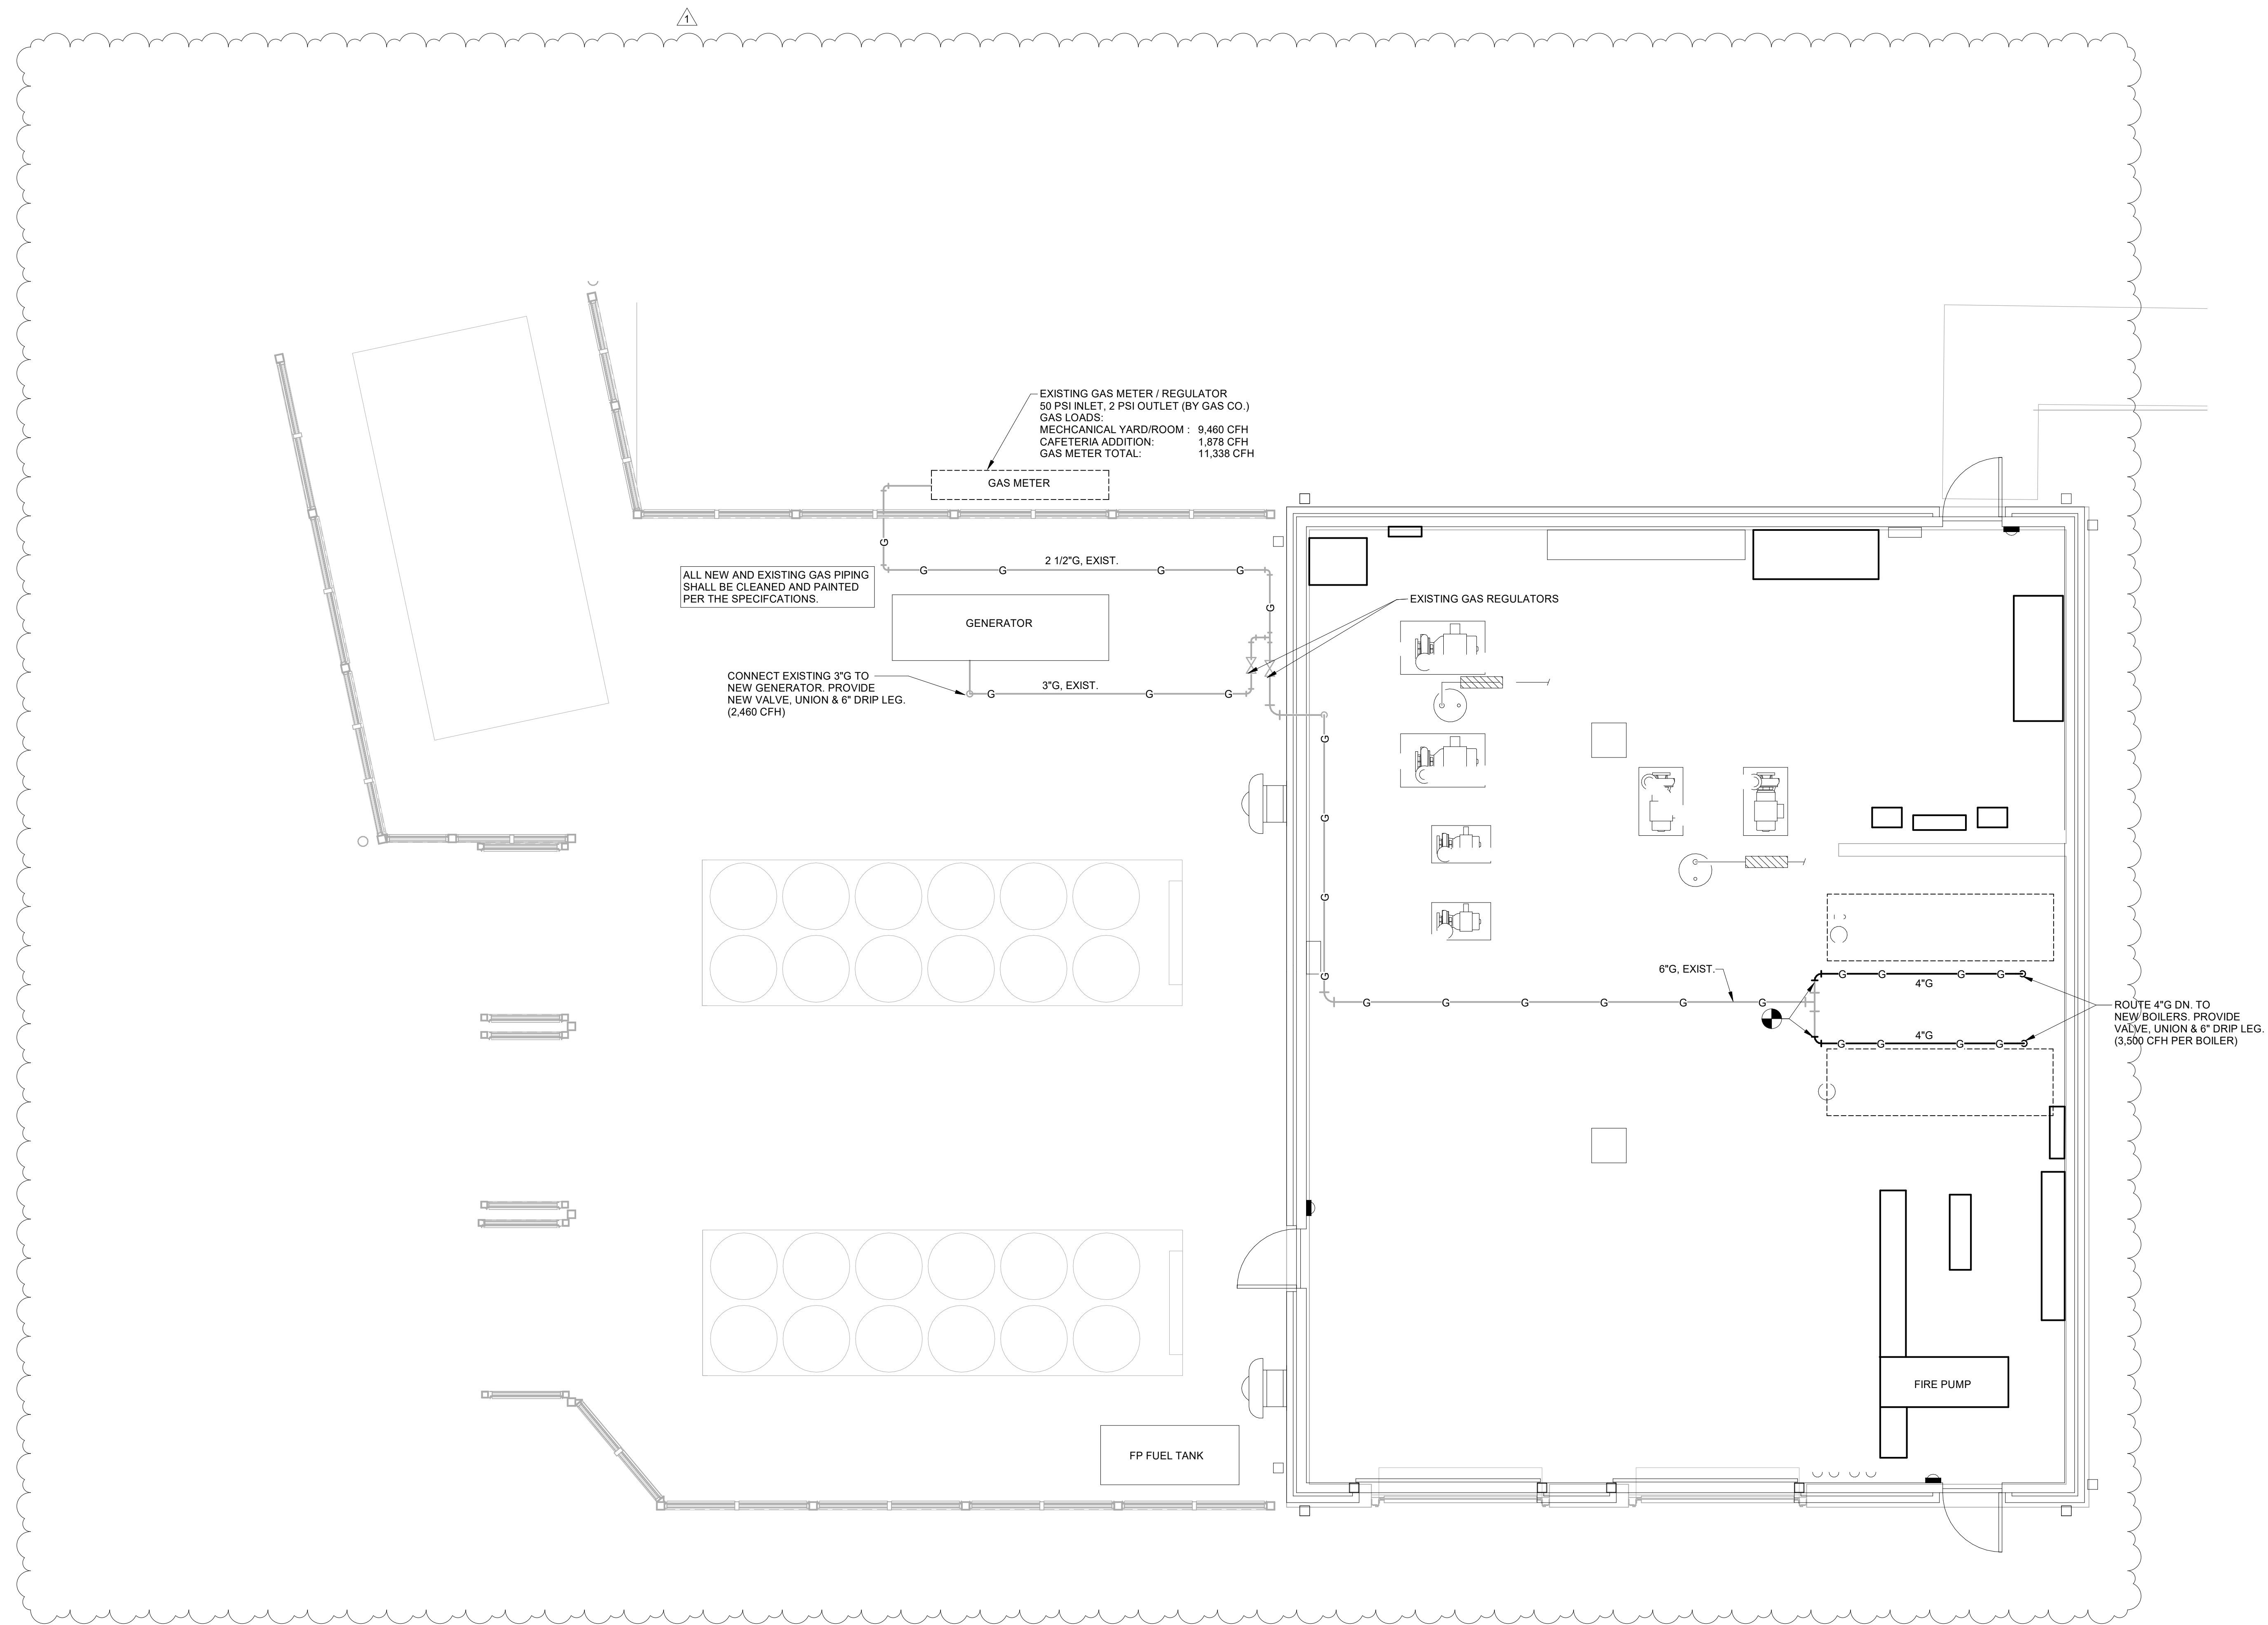 1
EXISTING GAS METER / REGULATOR
50 PSI INLET, 2 PSI OUTLET (BY GAS CO.)
GAS LOADS:
MECHCANICAL YARD/ROOM : 9,460 CFH
CAFETERIA ADDITION: 1,878 CFH
GAS METER TOTAL: 11,338 CFH
GAS METER
G
2 1/2"G, EXIST.
G G G G
ALL NEW AND EXISTING GAS PIPING
SHALL BE CLEANED AND PAINTED
PER THE SPECIFCATIONS.
EXISTING GAS REGULATORS
G
GENERATOR
CONNECT EXISTING 3"G TO
NEW GENERATOR. PROVIDE
NEW VALVE, UNION & 6" DRIP LEG.
(2,460 CFH)
3"G, EXIST.
G G G
G
G
G
G
6"G, EXIST.
G G G G G G
G G G G
4"G
4"G
G G G G
ROUTE 4"G DN. TO
NEW BOILERS. PROVIDE
VALVE, UNION & 6" DRIP LEG.
(3,500 CFH PER BOILER)
FIRE PUMP
FP FUEL TANK